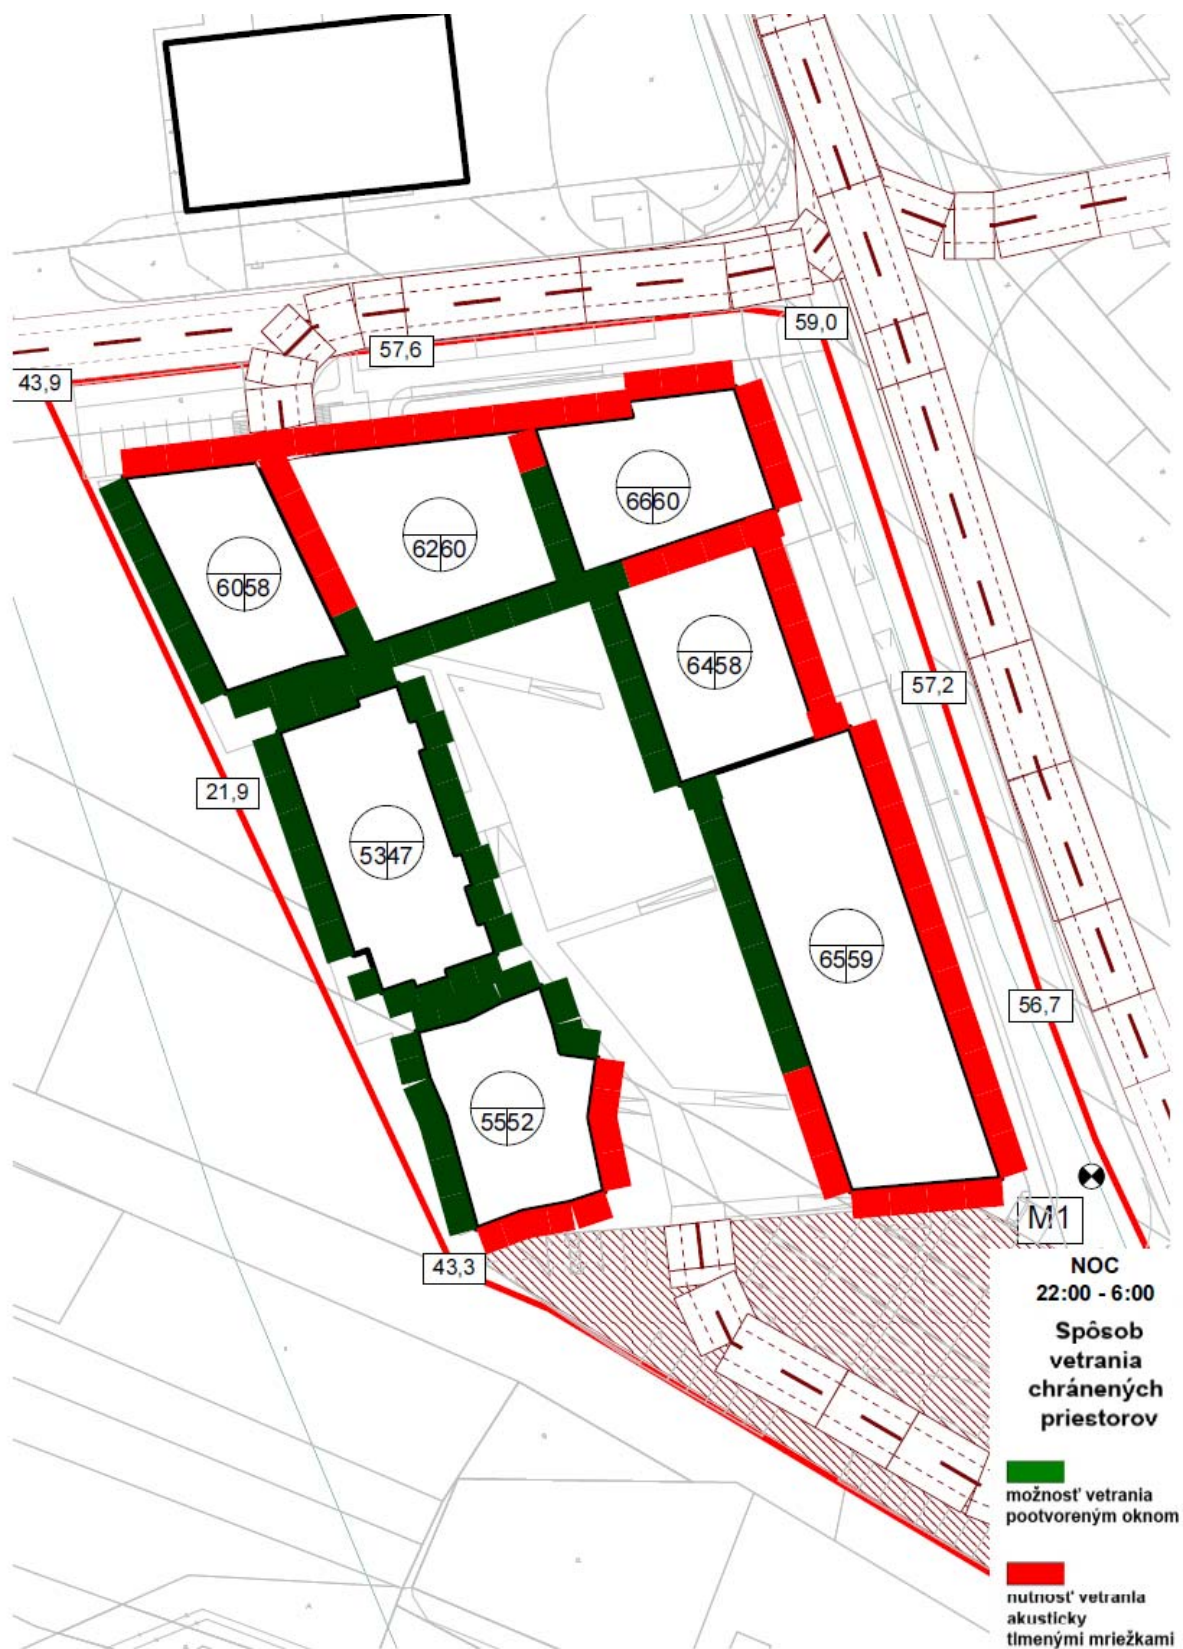 59,0
57,6
43,9
6660
6260
6058
6458
57,2
21,9
5347
6559
56,7
5552
M1
43,3
NOC
22:00 - 6:00
Spôsob
vetrania
chránených
priestorov
možnosť vetrania
pootvoreným oknom
nutnosť vetrania
akusticky
tlmenými mriežkami